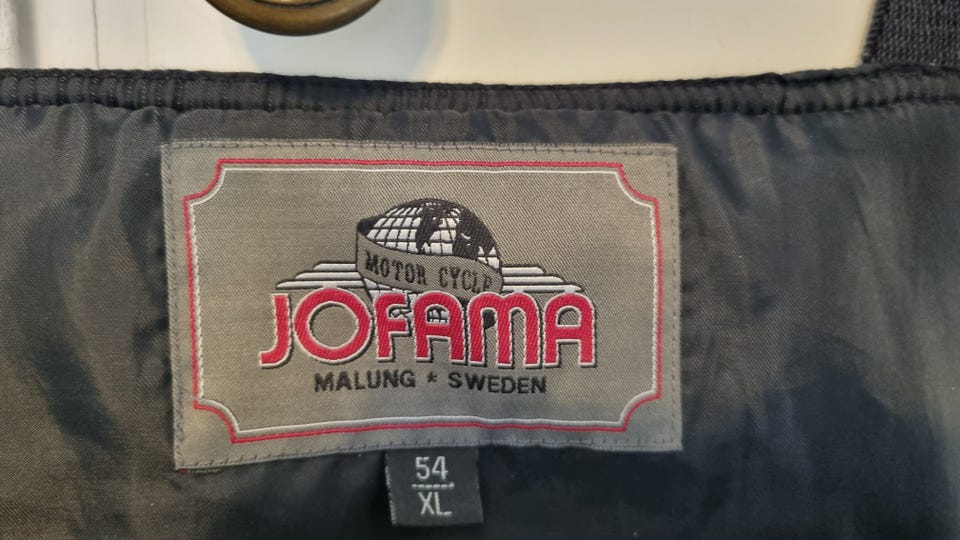 MOTOR CYCLE
JOFAMA
MALUNG * SWEDEN
54
XL